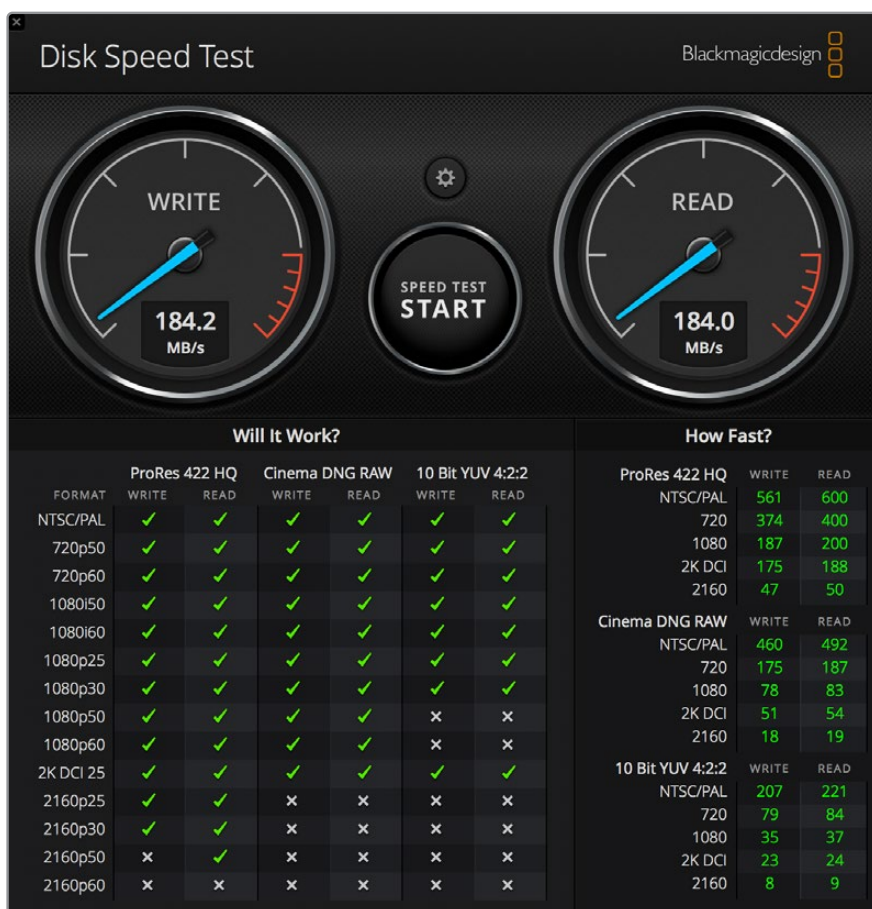 Disk Speed Test
Blackmagicdesign
WRITE
184.2
MB/s
SPEED TEST
START
READ
184.0
MB/s
Will It Work?
ProRes 422 HQ Cinema DNG RAW 10 Bit YUV 4:2:2
FORMAT WRITE READ WRITE READ WRITE READ
NTSC/PAL ✓ ✓ ✓ ✓ ✓ ✓
720p50 ✓ ✓ ✓ ✓ ✓ ✓
720p60 ✓ ✓ ✓ ✓ ✓ ✓
1080i50 ✓ ✓ ✓ ✓ ✓ ✓
1080i60 ✓ ✓ ✓ ✓ ✓ ✓
1080p25 ✓ ✓ ✓ ✓ ✓ ✓
1080p30 ✓ ✓ ✓ ✓ ✓ ✓
1080p50 ✓ ✓ ✓ ✓ × ×
1080p60 ✓ ✓ ✓ ✓ × ×
2K DCI 25 ✓ ✓ ✓ ✓ ✓ ✓
2160p25 ✓ ✓ × × × ×
2160p30 ✓ ✓ × × × ×
2160p50 × ✓ × × × ×
2160p60 × × × × × ×
How Fast?
ProRes 422 HQ WRITE READ
NTSC/PAL 561 600
720 374 400
1080 187 200
2K DCI 175 188
2160 47 50
Cinema DNG RAW WRITE READ
NTSC/PAL 460 492
720 175 187
1080 78 83
2K DCI 51 54
2160 18 19
10 Bit YUV 4:2:2 WRITE READ
NTSC/PAL 207 221
720 79 84
1080 35 37
2K DCI 23 24
2160 8 9